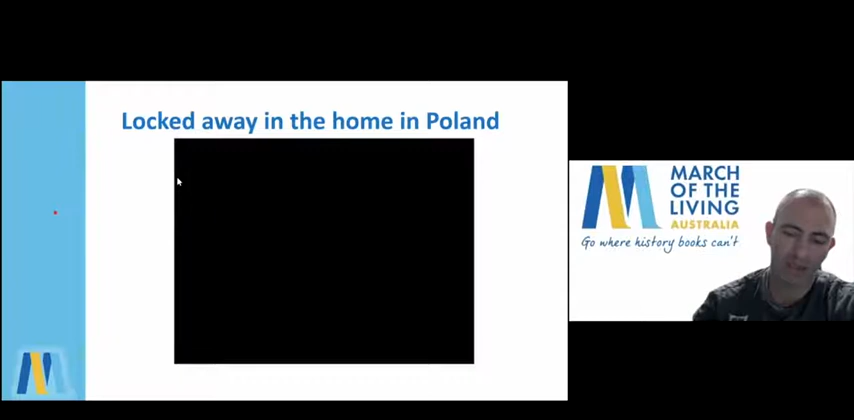 Locked away in the home in Poland
MARCH
OF THE
LIVING
AUSTRALIA
Go where history books can't